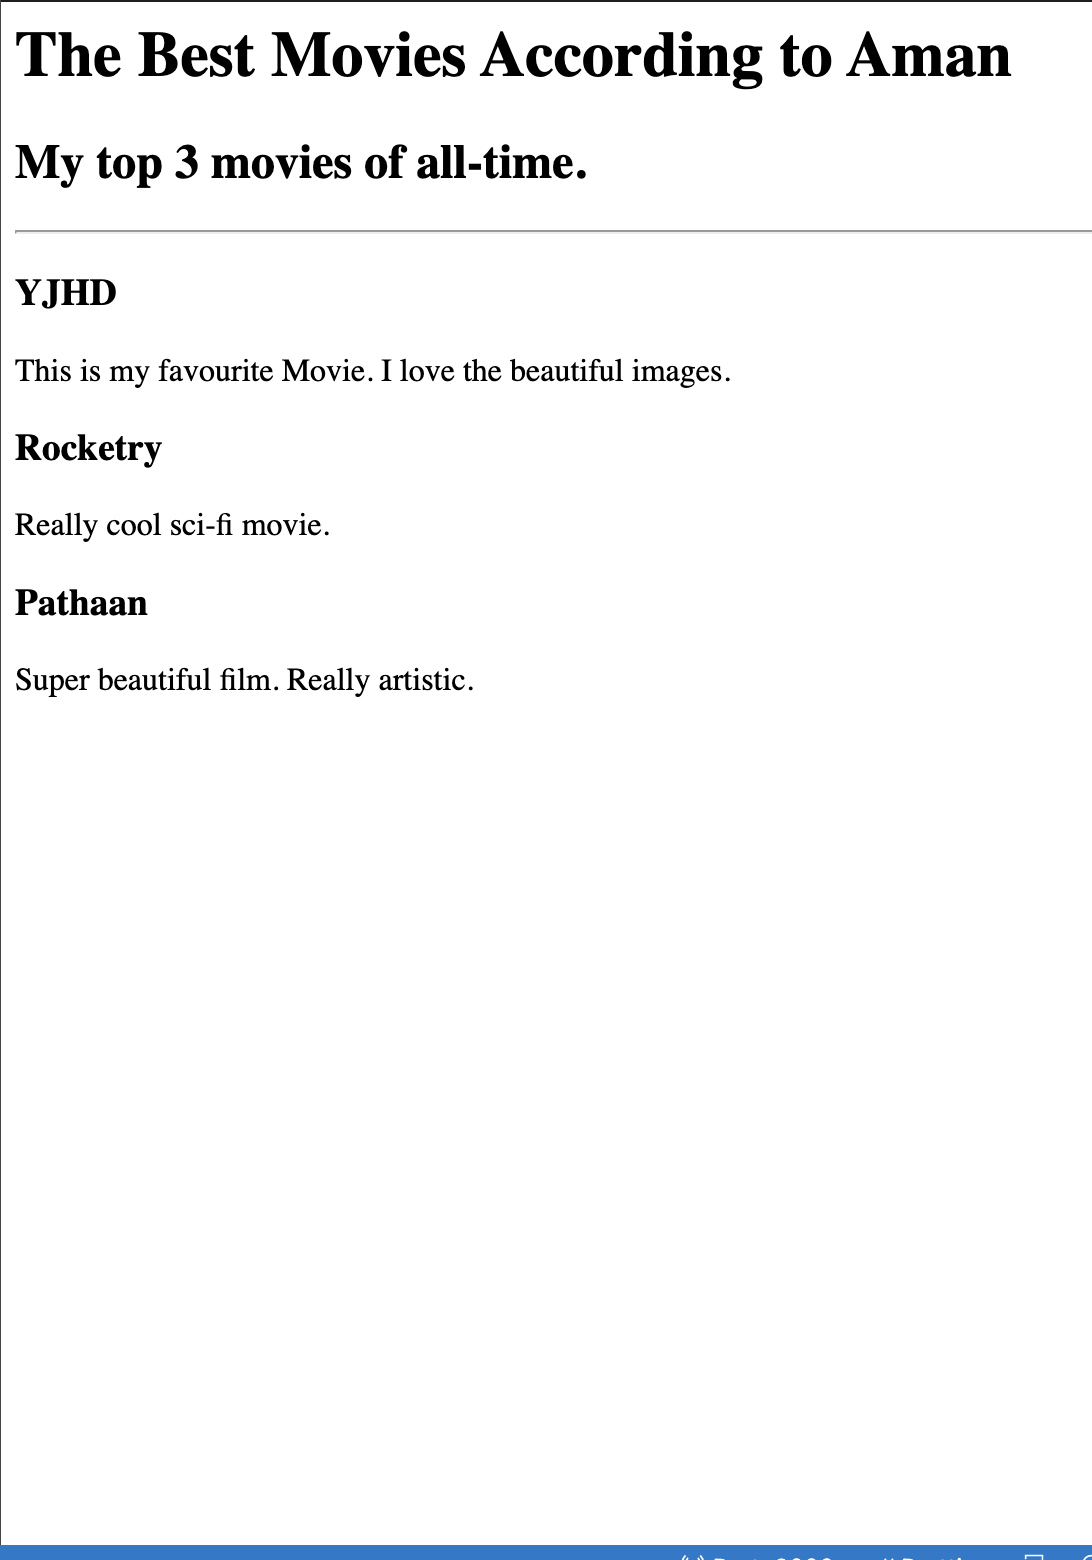 The Best Movies According to Aman
My top 3 movies of all-time.
YJHD
This is my favourite Movie. I love the beautiful images.
Rocketry
Really cool sci-fi movie.
Pathaan
Super beautiful film. Really artistic.